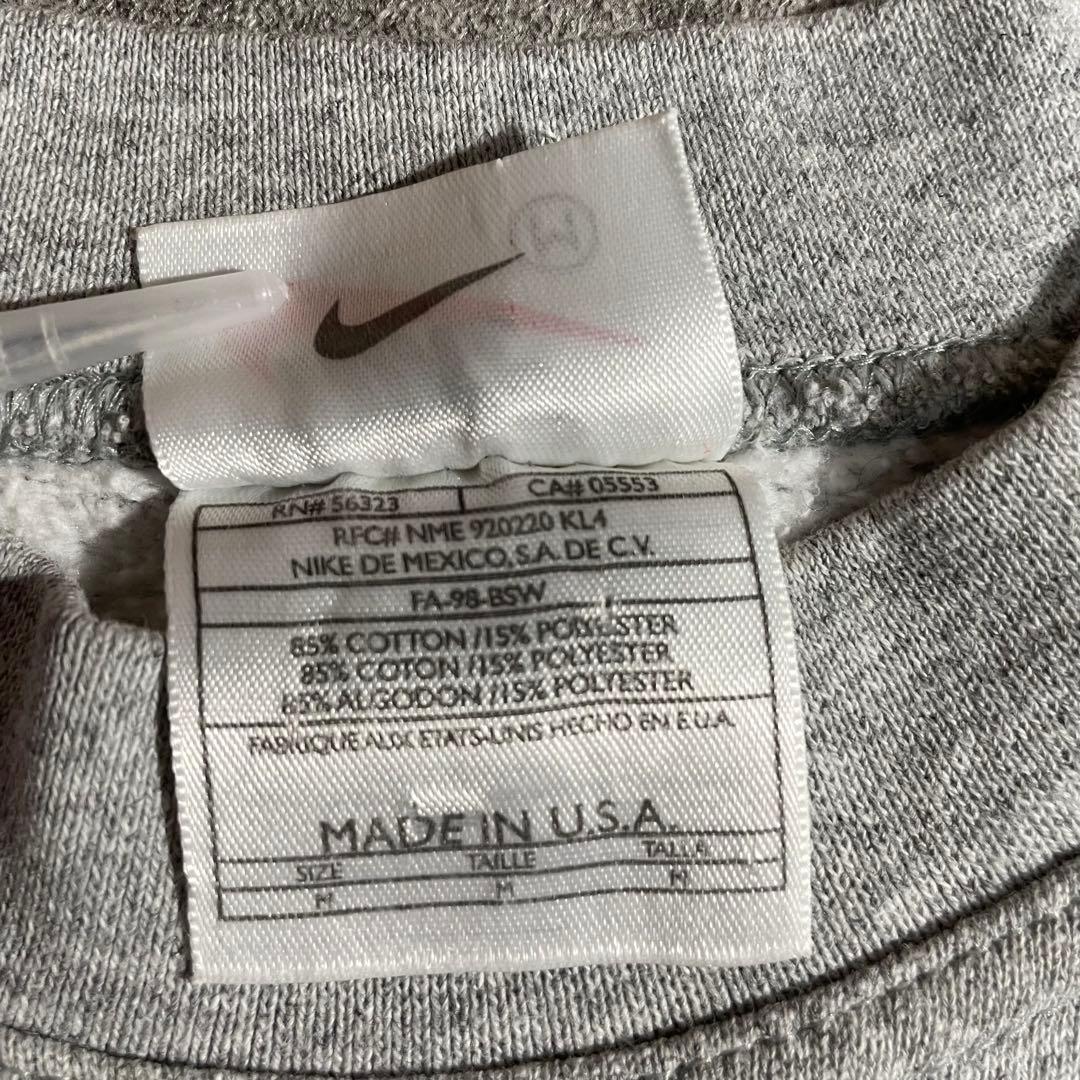 RN# 56323 CA# 05553
RFC# NME 920220 KL4
NIKE DE MEXICO, S.A. DE C.V.
FA-98-BSW
85% COTTON /15% POLYESTER
85% COTON /15% POLYESTER
85% ALGODON /15% POLYESTER
FABRIQUE AUX ETATS-UNIS HECHO EN E.U.A.
MADE IN U.S.A.
SIZE TAILLE TALLA
M M M